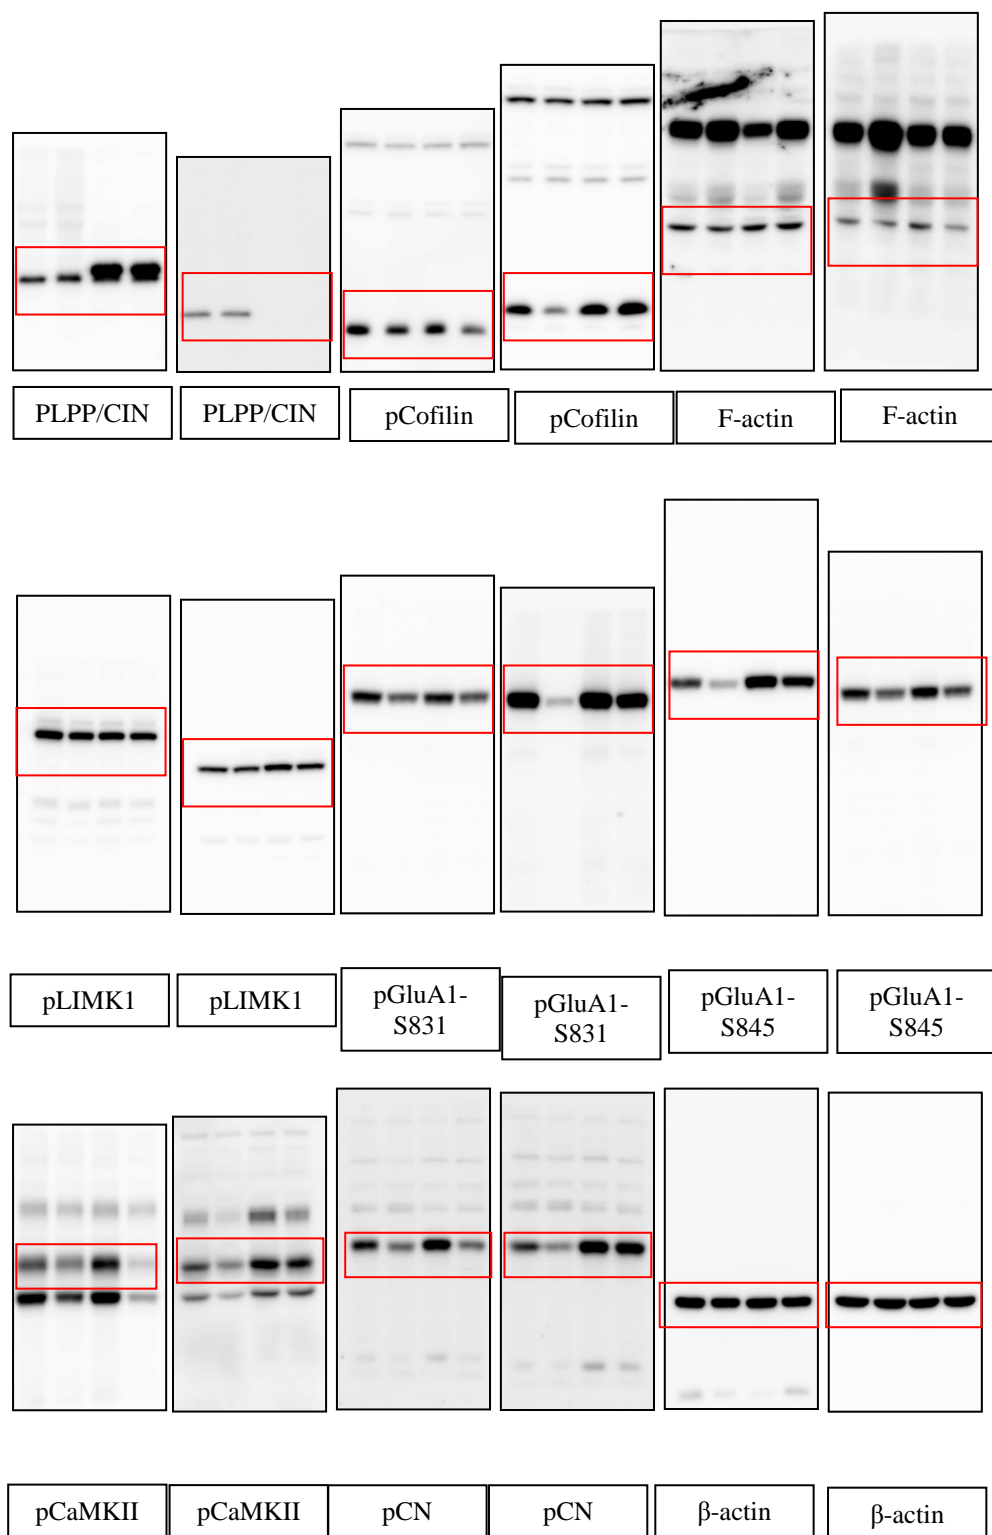 PLPP/CIN
PLPP/CIN
pCofilin
pCofilin
F-actin
F-actin
pLIMK1
pLIMK1
pGluA1-
S831
pGluA1-
S831
pGluA1-
S845
pGluA1-
S845
pCaMKII
pCaMKII
pCN
pCN
β-actin
β-actin